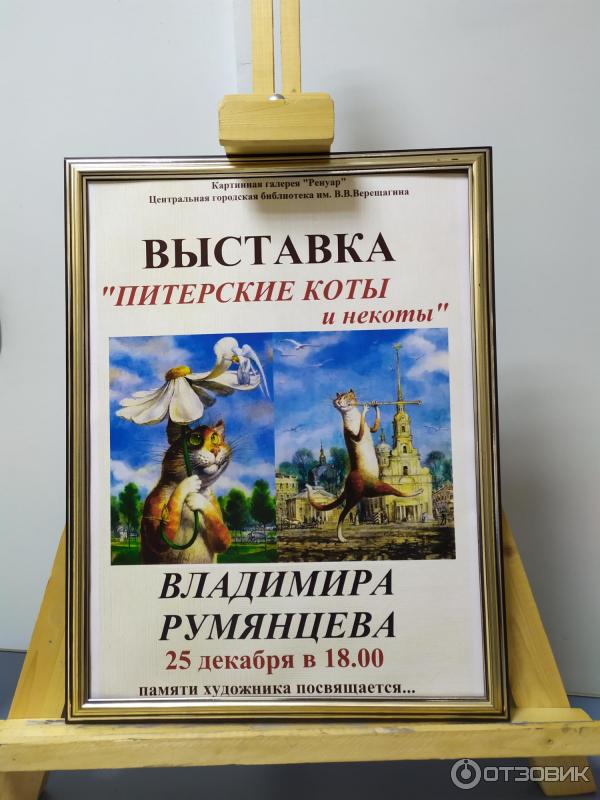 Картинная галерея "Ренуар"
Центральная городская библиотека им. В.В.Верещагина
ВЫСТАВКА
"ПИТЕРСКИЕ КОТЫ
и некоты"
ВЛАДИМИРА
РУМЯНЦЕВА
25 декабря в 18.00
памяти художника посвящается...
ОТЗОВИК